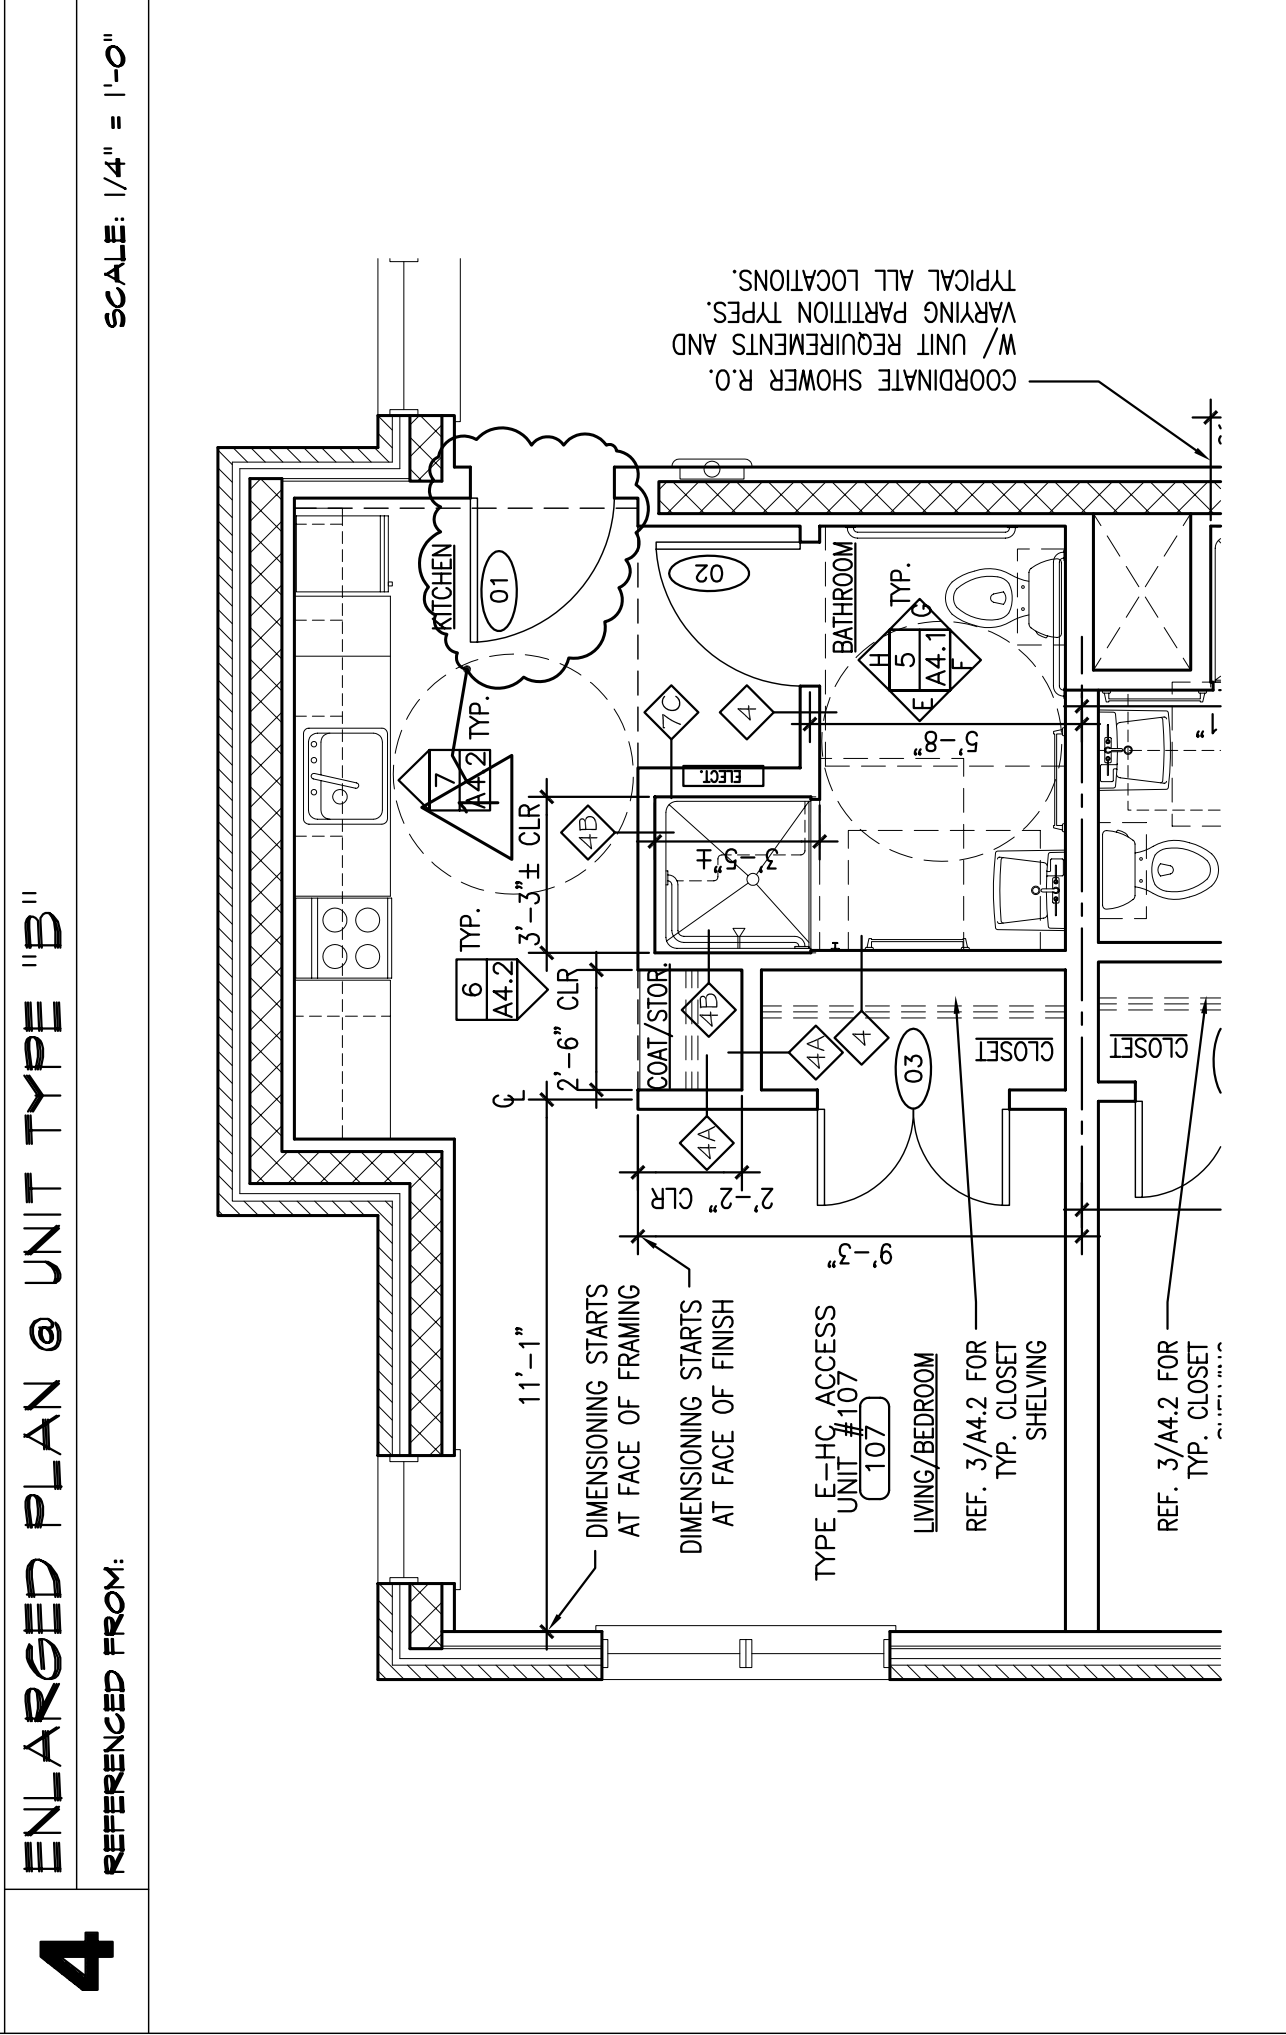 4
ENLARGED PLAN @ UNIT TYPE "B"
REFERENCED FROM:
SCALE: 1/4" = 1'-0"
COORDINATE SHOWER R.O.
W/ UNIT REQUIREMENTS AND
VARYING PARTITION TYPES.
TYPICAL ALL LOCATIONS.
KITCHEN
01
02
7
A4.2
TYP.
6
A4.2
TYP.
7C
4
ELECT.
BATHROOM
TYP.
H
5
A4.1
G
E
F
5'-8"
1"
3'-3"± CLR
4B
3'-5"±
2'-6" CLR
COAT/STOR.
4B
4A
4
4A
03
CLOSET
CLOSET
CL
2'-2" CLR
9'-3"
11'-1"
DIMENSIONING STARTS
AT FACE OF FRAMING
DIMENSIONING STARTS
AT FACE OF FINISH
TYPE E-HC ACCESS
UNIT #107
107
LIVING/BEDROOM
REF. 3/A4.2 FOR
TYP. CLOSET
SHELVING
REF. 3/A4.2 FOR
TYP. CLOSET